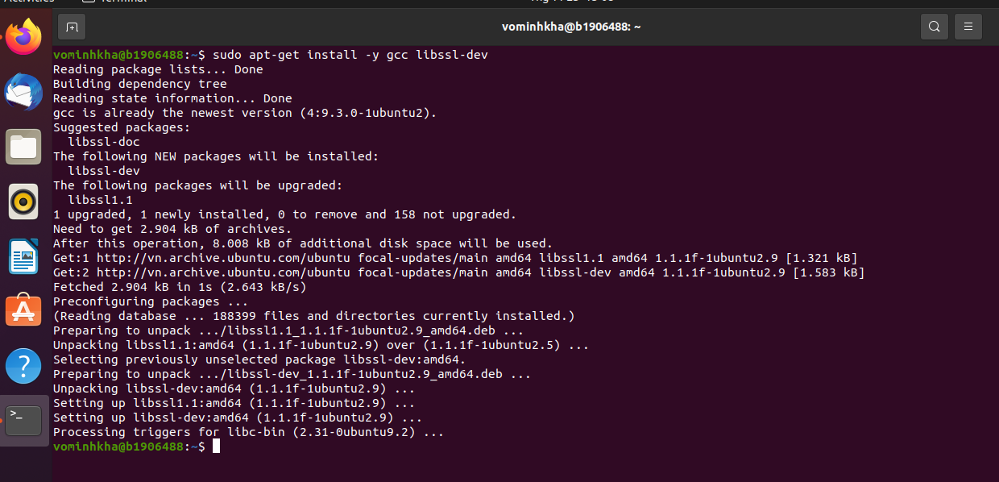 Activities
Terminal
vominhkha@b1906488: ~
vominhkha@b1906488:~$ sudo apt-get install -y gcc libssl-dev
Reading package lists... Done
Building dependency tree
Reading state information... Done
gcc is already the newest version (4:9.3.0-1ubuntu2).
Suggested packages:
  libssl-doc
The following NEW packages will be installed:
  libssl-dev
The following packages will be upgraded:
  libssl1.1
1 upgraded, 1 newly installed, 0 to remove and 158 not upgraded.
Need to get 2.904 kB of archives.
After this operation, 8.008 kB of additional disk space will be used.
Get:1 http://vn.archive.ubuntu.com/ubuntu focal-updates/main amd64 libssl1.1 amd64 1.1.1f-1ubuntu2.9 [1.321 kB]
Get:2 http://vn.archive.ubuntu.com/ubuntu focal-updates/main amd64 libssl-dev amd64 1.1.1f-1ubuntu2.9 [1.583 kB]
Fetched 2.904 kB in 1s (2.643 kB/s)
Preconfiguring packages ...
(Reading database ... 188399 files and directories currently installed.)
Preparing to unpack .../libssl1.1_1.1.1f-1ubuntu2.9_amd64.deb ...
Unpacking libssl1.1:amd64 (1.1.1f-1ubuntu2.9) over (1.1.1f-1ubuntu2.5) ...
Selecting previously unselected package libssl-dev:amd64.
Preparing to unpack .../libssl-dev_1.1.1f-1ubuntu2.9_amd64.deb ...
Unpacking libssl-dev:amd64 (1.1.1f-1ubuntu2.9) ...
Setting up libssl1.1:amd64 (1.1.1f-1ubuntu2.9) ...
Setting up libssl-dev:amd64 (1.1.1f-1ubuntu2.9) ...
Processing triggers for libc-bin (2.31-0ubuntu9.2) ...
vominhkha@b1906488:~$